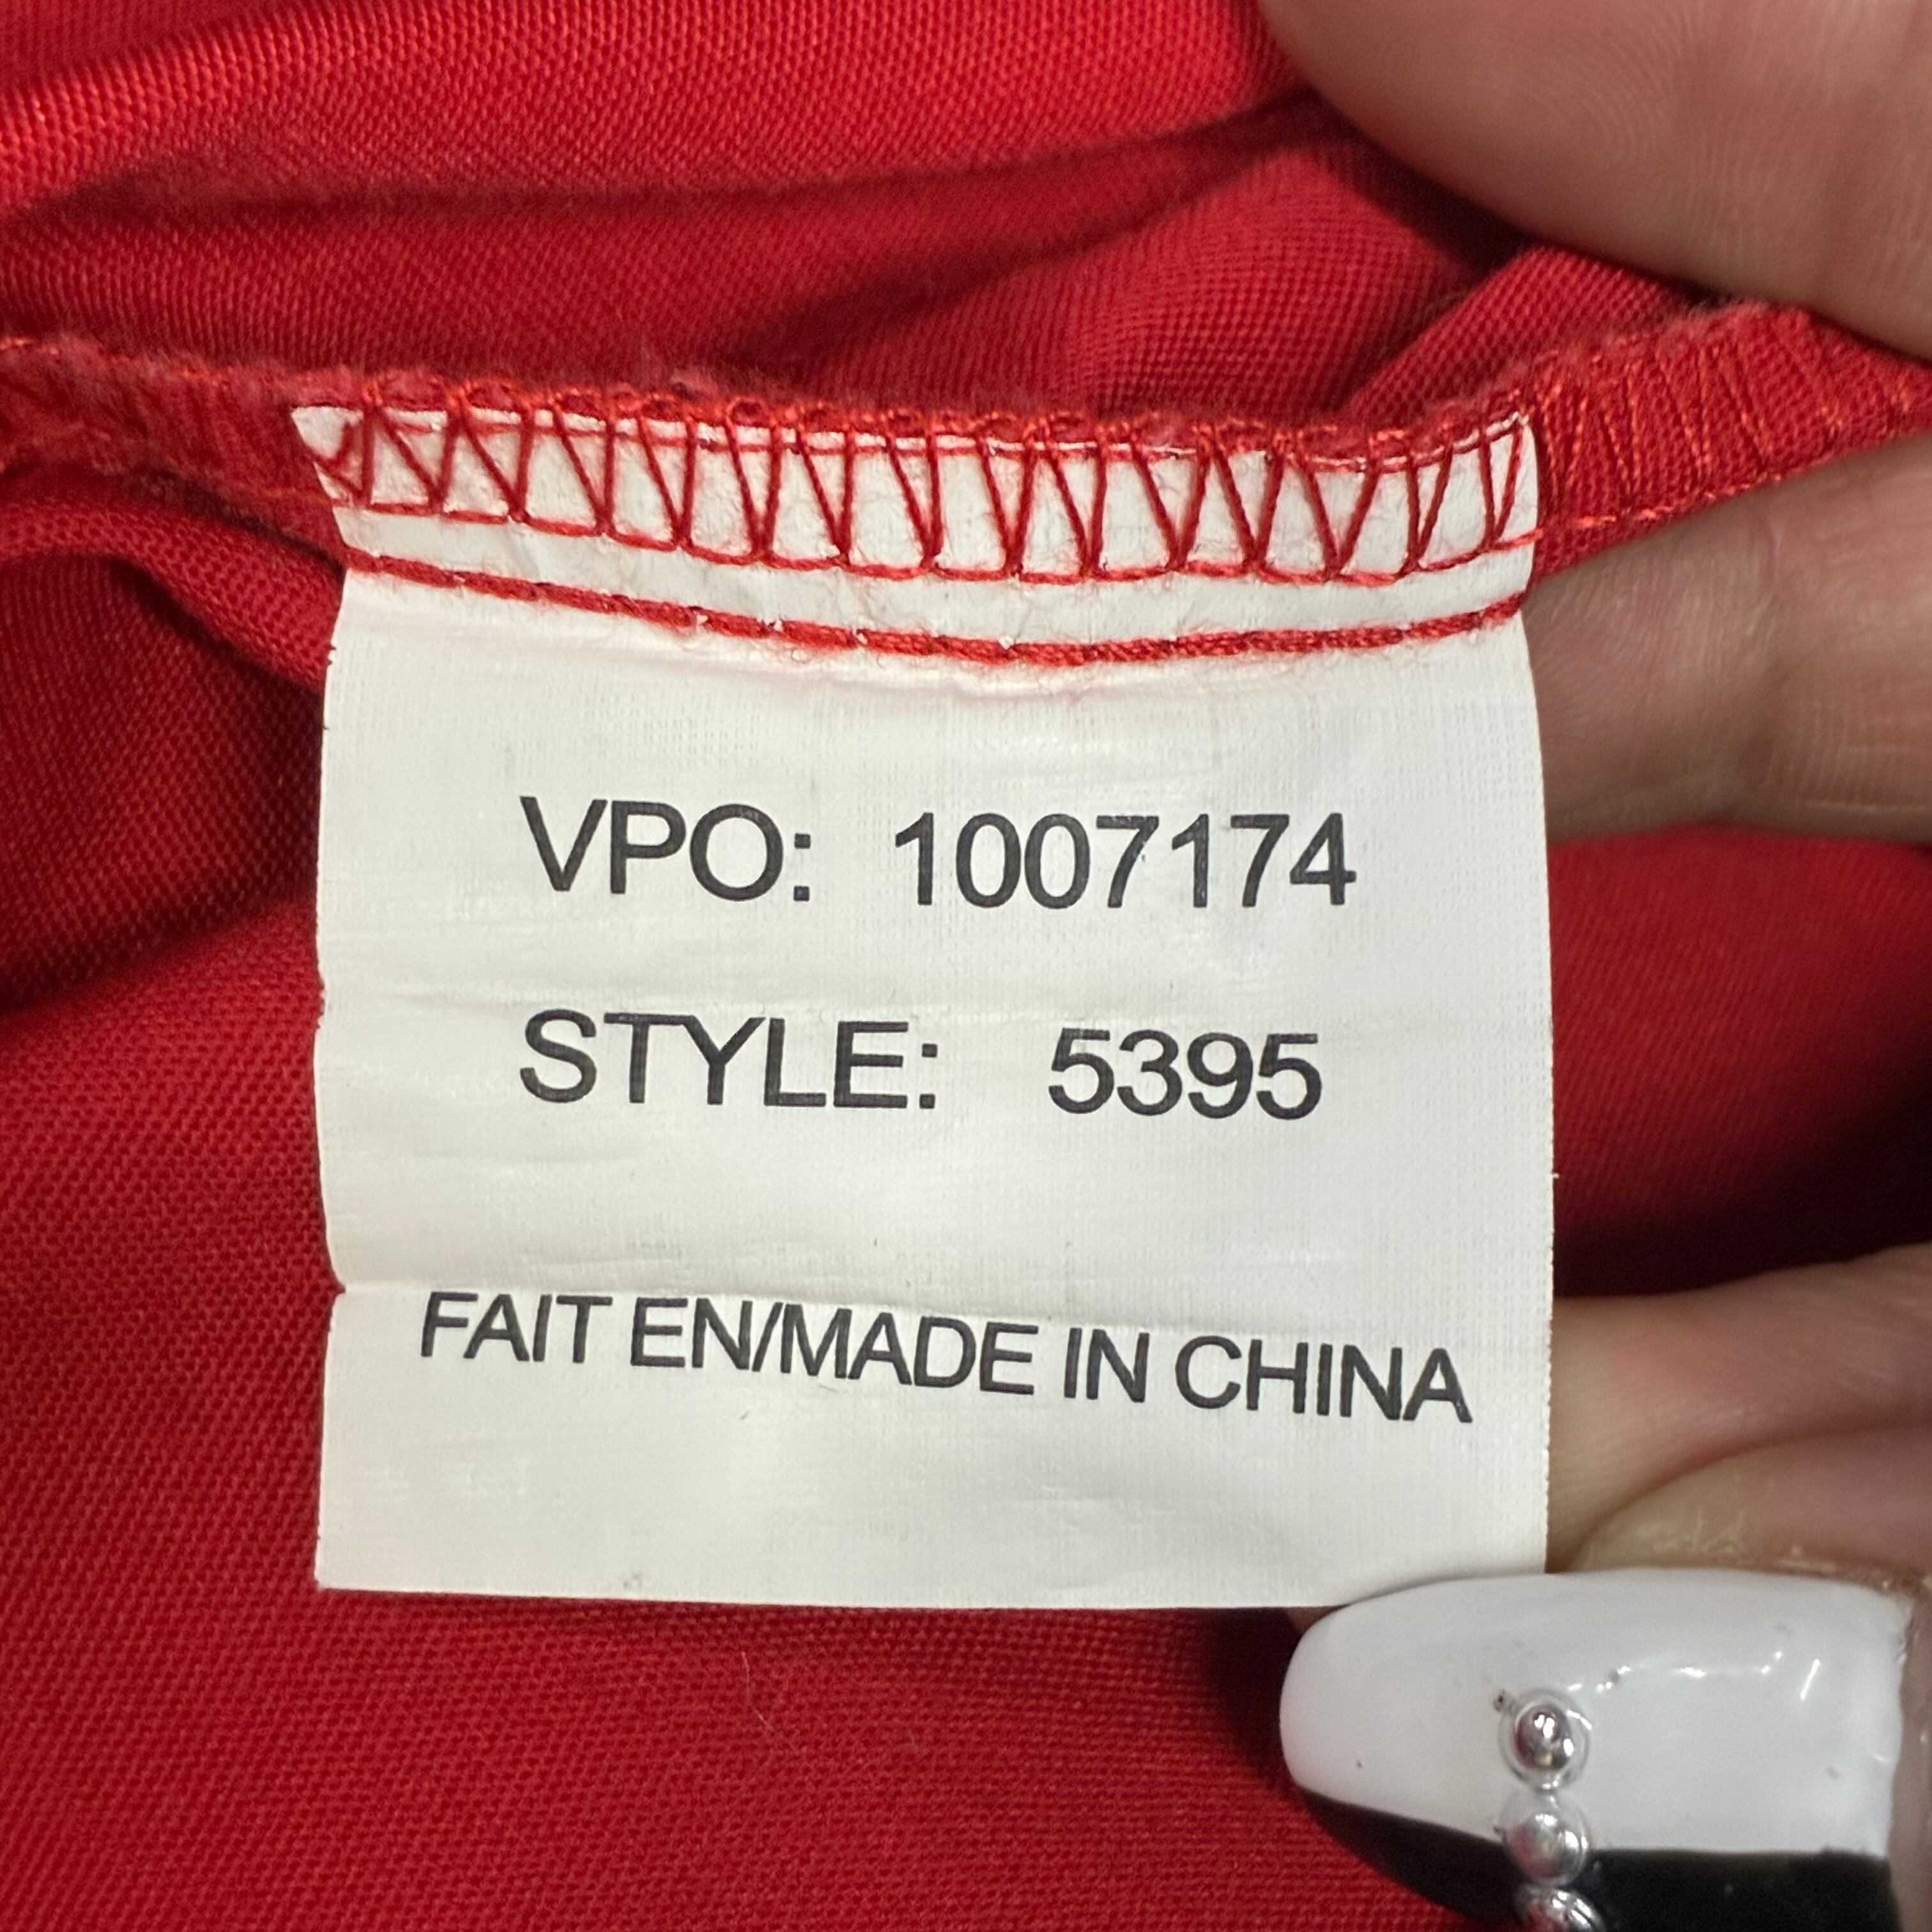 VPO: 1007174
STYLE: 5395
FAIT EN/MADE IN CHINA